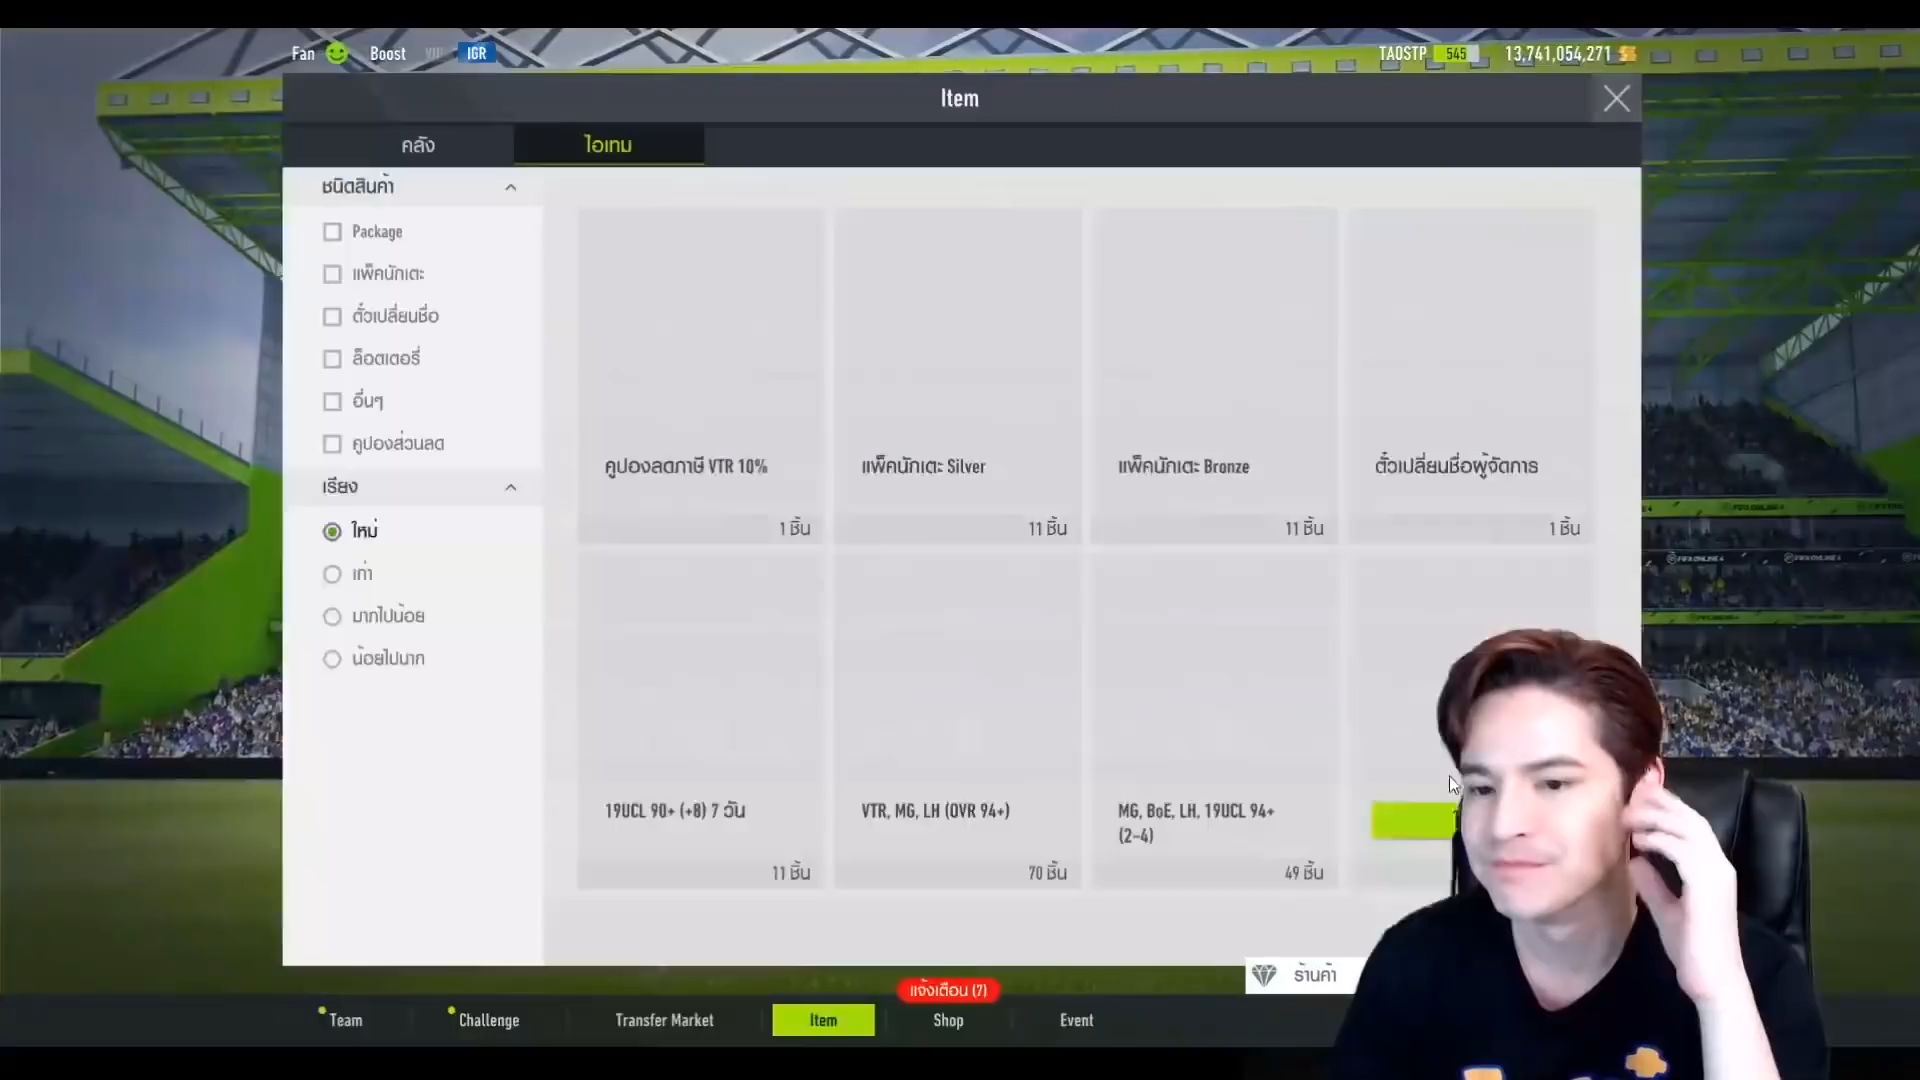 Fan Boost VIP IGR TAOSTP 545 13,741,054,271
Item
คลัง ไอเทม
ชนิดสินค้า
Package
แพ็คนักเตะ
ตั๋วเปลี่ยนชื่อ
ล็อตเตอรี่
อื่นๆ
คูปองส่วนลด
เรียง
ใหม่
เก่า
มากไปน้อย
น้อยไปมาก
คูปองลดภาษี VTR 10%
1 ชิ้น
แพ็คนักเตะ Silver
11 ชิ้น
แพ็คนักเตะ Bronze
11 ชิ้น
ตั๋วเปลี่ยนชื่อผู้จัดการ
1 ชิ้น
19UCL 90+ (+8) 7 วัน
11 ชิ้น
VTR, MG, LH (OVR 94+)
70 ชิ้น
MG, BoE, LH, 19UCL 94+
(2-4)
49 ชิ้น
ร้านค้า
แจ้งเตือน (7)
Team Challenge Transfer Market Item Shop Event